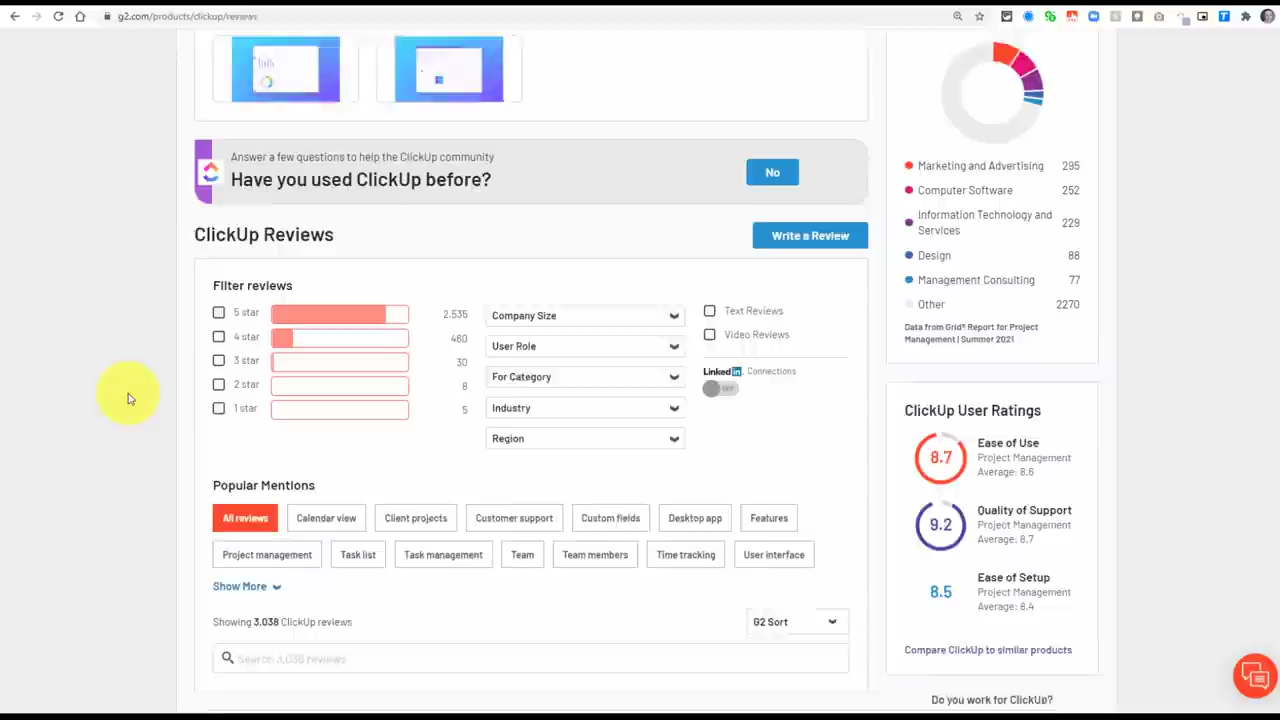 g2.com/products/clickup/reviews
Answer a few questions to help the ClickUp community
Have you used ClickUp before?
No
ClickUp Reviews
Write a Review
Filter reviews
5 star 2,535
4 star 460
3 star 30
2 star 8
1 star 5
Company Size
User Role
For Category
Industry
Region
Text Reviews
Video Reviews
LinkedIn Connections
OFF
Popular Mentions
All reviews Calendar view Client projects Customer support Custom fields Desktop app Features
Project management Task list Task management Team Team members Time tracking User interface
Show More
Showing 3,038 ClickUp reviews
G2 Sort
Search 3,038 reviews
Marketing and Advertising 295
Computer Software 252
Information Technology and
Services 229
Design 88
Management Consulting 77
Other 2270
Data from Grid® Report for Project
Management | Summer 2021
ClickUp User Ratings
8.7
Ease of Use
Project Management
Average: 8.6
9.2
Quality of Support
Project Management
Average: 8.7
8.5
Ease of Setup
Project Management
Average: 8.4
Compare ClickUp to similar products
Do you work for ClickUp?